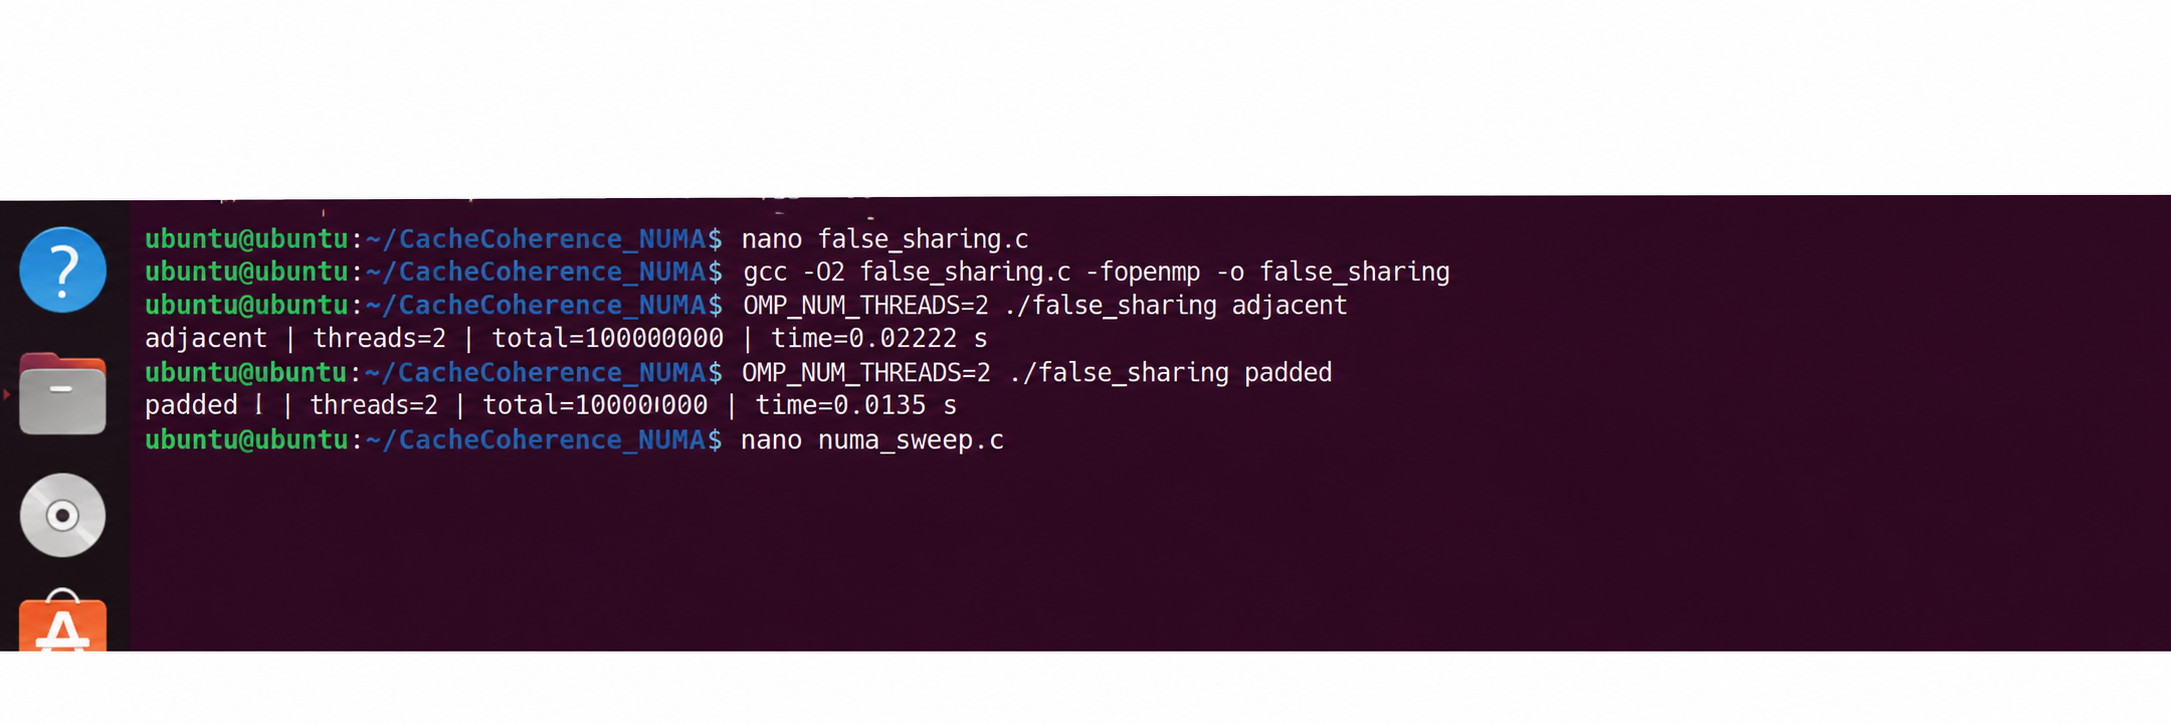 ubuntu@ubuntu:~/CacheCoherence_NUMA$ nano false_sharing.c
ubuntu@ubuntu:~/CacheCoherence_NUMA$ gcc -O2 false_sharing.c -fopenmp -o false_sharing
ubuntu@ubuntu:~/CacheCoherence_NUMA$ OMP_NUM_THREADS=2 ./false_sharing adjacent
adjacent | threads=2 | total=100000000 | time=0.02222 s
ubuntu@ubuntu:~/CacheCoherence_NUMA$ OMP_NUM_THREADS=2 ./false_sharing padded
padded | threads=2 | | time=0.0135 s
ubuntu@ubuntu:~/CacheCoherence_NUMA$ nano numa_sweep.c